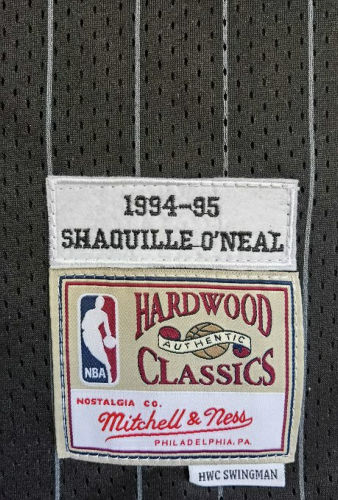 1994-95
SHAQUILLE O'NEAL
HARDWOOD
AUTHENTIC
CLASSICS
NBA
NOSTALGIA CO.
Mitchell & Ness
PHILADELPHIA, PA.
HWC SWINGMAN